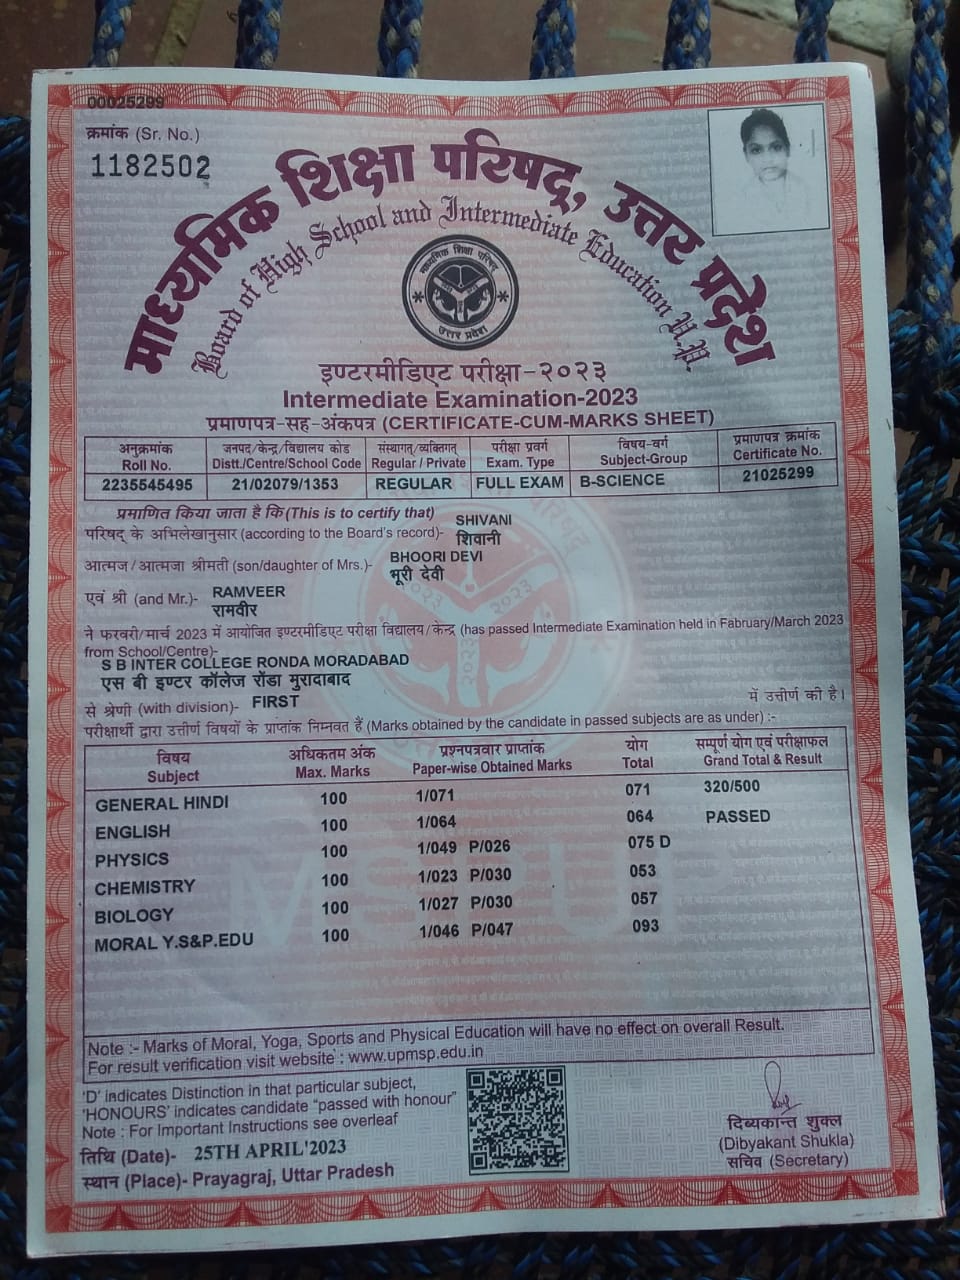 00025299
क्रमांक (Sr. No.)
1182502
माध्यमिक शिक्षा परिषद्, उत्तर प्रदेश
Board of High School and Intermediate Education U.P.
माध्यमिक शिक्षा परिषद्
उत्तर प्रदेश
इण्टरमीडिएट परीक्षा-२०२३
Intermediate Examination-2023
प्रमाणपत्र-सह-अंकपत्र (CERTIFICATE-CUM-MARKS SHEET)
अनुक्रमांक जनपद/केन्द्र/विद्यालय कोड संस्थागत/व्यक्तिगत परीक्षा प्रवर्ग विषय-वर्ग प्रमाणपत्र क्रमांक
Roll No. Distt./Centre/School Code Regular / Private Exam. Type Subject-Group Certificate No.
2235545495 21/02079/1353 REGULAR FULL EXAM B-SCIENCE 21025299
प्रमाणित किया जाता है कि (This is to certify that) SHIVANI
परिषद् के अभिलेखानुसार (according to the Board's record)- शिवानी
BHOORI DEVI
आत्मज/आत्मजा श्रीमती (son/daughter of Mrs.)- भूरी देवी
एवं श्री (and Mr.)- RAMVEER
रामवीर
ने फरवरी/मार्च 2023 में आयोजित इण्टरमीडिएट परीक्षा विद्यालय/केन्द्र (has passed Intermediate Examination held in Fabruary/March 2023
from School/Centre)-
S B INTER COLLEGE RONDA MORADABAD
एस बी इण्टर कॉलेज रोंडा मुरादाबाद
से श्रेणी (with division)- FIRST में उत्तीर्ण की है।
परीक्षार्थी द्वारा उत्तीर्ण विषयों के प्राप्तांक निम्नवत हैं (Marks obtained by the candidate in passed subjects are as under) :-
विषय अधिकतम अंक प्रश्नपत्रवार प्राप्तांक योग सम्पूर्ण योग एवं परीक्षाफल
Subject Max. Marks Paper-wise Obtained Marks Total Grand Total & Result
GENERAL HINDI 100 1/071 071 320/500
ENGLISH 100 1/064 064 PASSED
PHYSICS 100 1/049 P/026 075 D
CHEMISTRY 100 1/023 P/030 053
BIOLOGY 100 1/027 P/030 057
MORAL Y.S&P.EDU 100 1/046 P/047 093
MSPUP
Note :- Marks of Moral, Yoga, Sports and Physical Education will have no effect on overall Result.
For result verification visit website : www.upmsp.edu.in
'D' indicates Distinction in that particular subject,
'HONOURS' indicates candidate "passed with honour"
Note : For Important Instructions see overleaf
तिथि (Date)- 25TH APRIL'2023
स्थान (Place)- Prayagraj, Uttar Pradesh
दिब्यकान्त शुक्ल
(Dibyakant Shukla)
सचिव (Secretary)